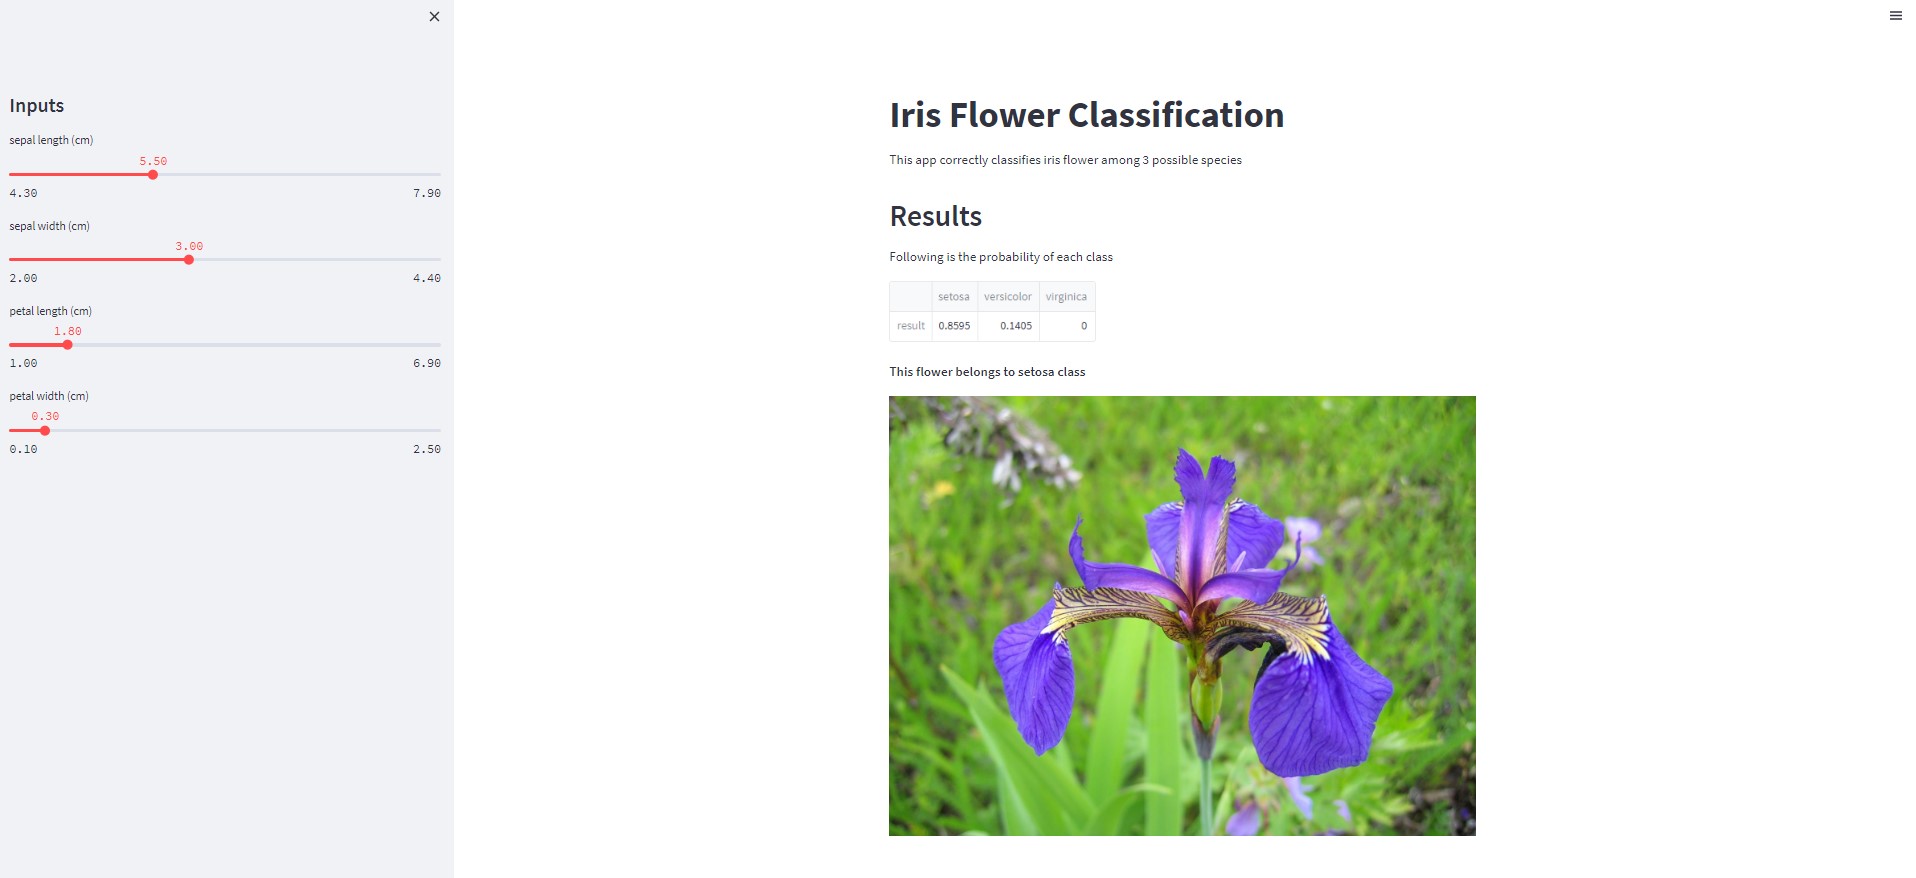 Inputs
sepal length (cm)
5.50
4.30 7.90
sepal width (cm)
3.00
2.00 4.40
petal length (cm)
1.80
1.00 6.90
petal width (cm)
0.30
0.10 2.50
Iris Flower Classification
This app correctly classifies iris flower among 3 possible species
Results
Following is the probability of each class
setosa versicolor virginica
result 0.8595 0.1405 0
This flower belongs to setosa class